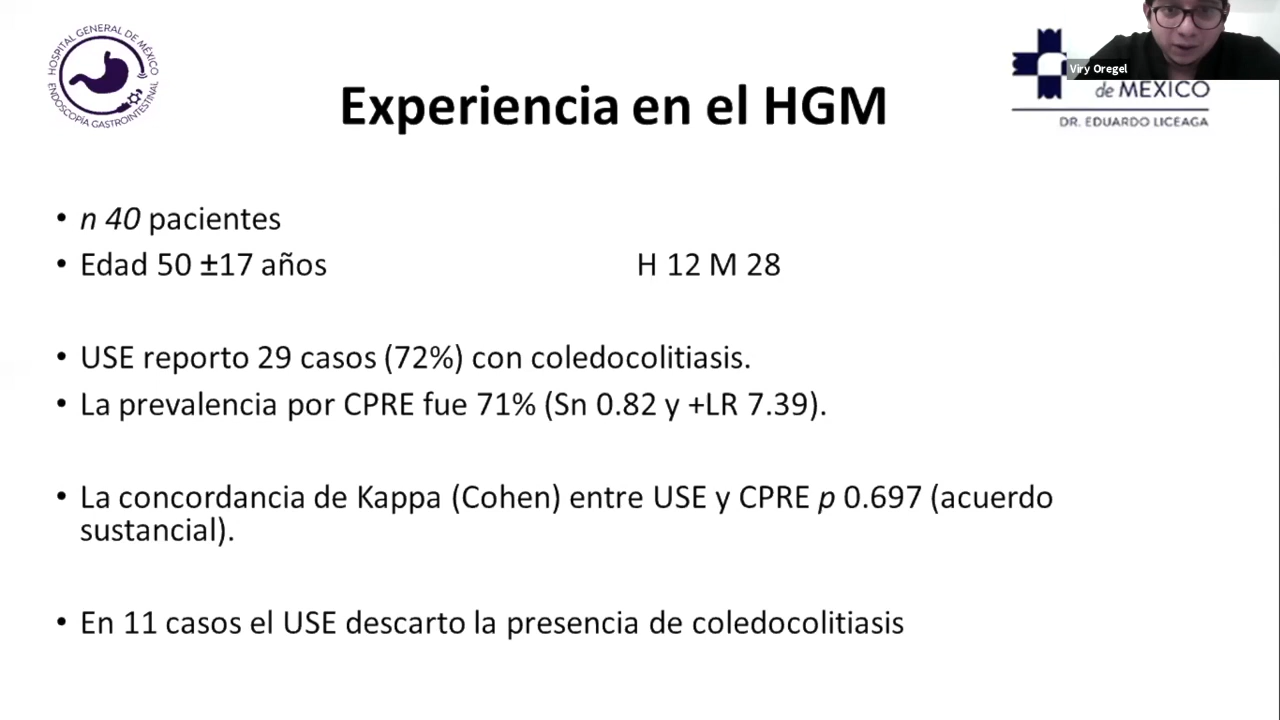 HOSPITAL GENERAL DE MÉXICO
ENDOSCOPÍA GASTROINTESTINAL
Viry Oregel
de MÉXICO
DR. EDUARDO LICEAGA
Experiencia en el HGM
• n 40 pacientes
• Edad 50 ±17 años H 12 M 28
• USE reporto 29 casos (72%) con coledocolitiasis.
• La prevalencia por CPRE fue 71% (Sn 0.82 y +LR 7.39).
• La concordancia de Kappa (Cohen) entre USE y CPRE p 0.697 (acuerdo
sustancial).
• En 11 casos el USE descarto la presencia de coledocolitiasis